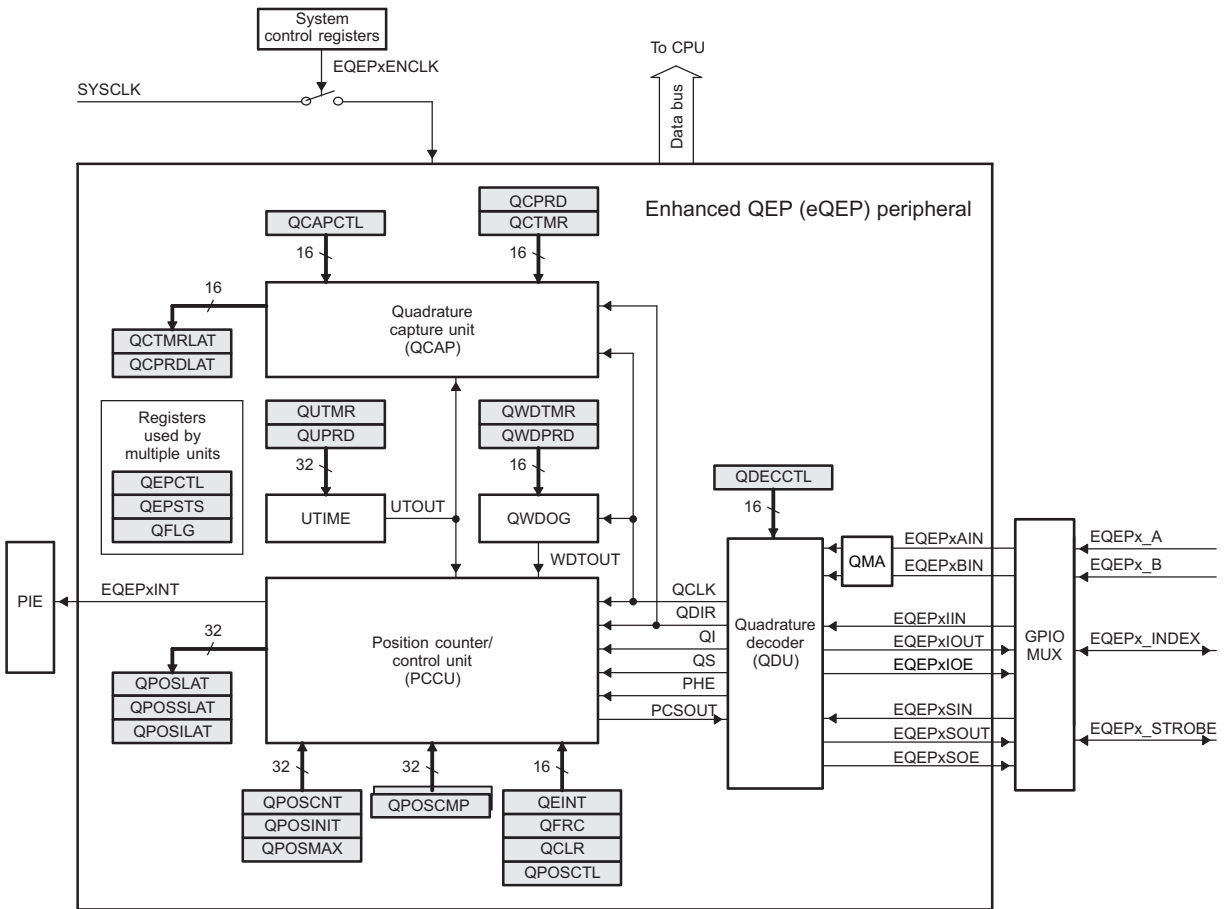 System
control registers
To CPU
EQEPxENCLK
SYSCLK
Data bus
Enhanced QEP (eQEP) peripheral
QCPRD
QCAPCTL
QCTMR
16
16
16
Quadrature
capture unit
(QCAP)
QCTMRLAT
QCPRDLAT
Registers
used by
multiple units
QEPCTL
QEPSTS
QFLG
QUTMR
QUPRD
QWDTMR
QWDPRD
32
16
UTIME
UTOUT
QWDOG
WDTOUT
QDECCTL
16
EQEPxAIN
EQEPxBIN
QMA
EQEPx_A
EQEPx_B
PIE
EQEPxINT
QCLK
QDIR
QI
QS
PHE
PCSOUT
Position counter/
control unit
(PCCU)
Quadrature
decoder
(QDU)
EQEPxIIN
EQEPxIOUT
EQEPxIOE
EQEPxSIN
EQEPxSOUT
EQEPxSOE
GPIO
MUX
EQEPx_INDEX
EQEPx_STROBE
32
QPOSLAT
QPOSSLAT
QPOSILAT
32
32
16
QPOSCNT
QPOSINIT
QPOSMAX
QPOSCMP
QEINT
QFRC
QCLR
QPOSCTL